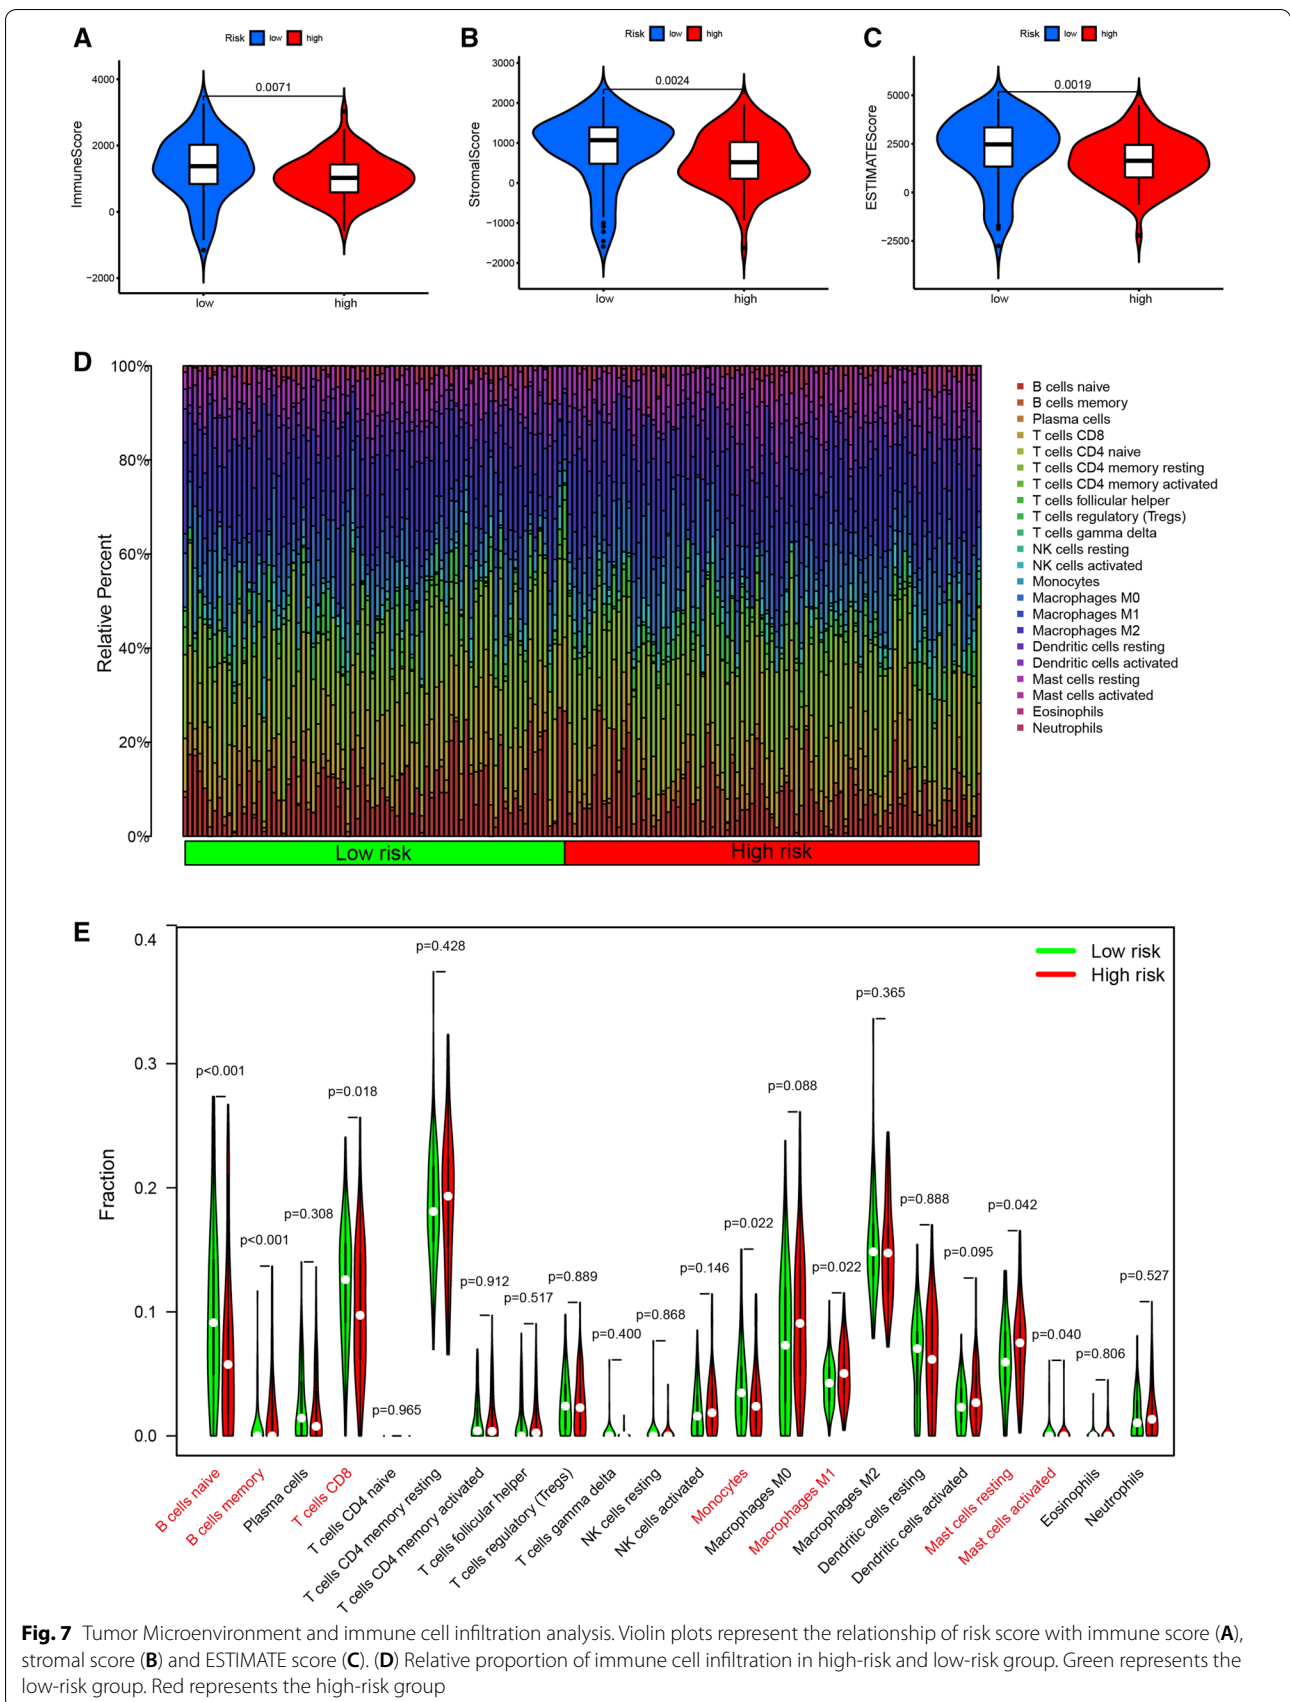 A
Risk low high
ImmuneScore
4000
2000
0
−2000
0.0071
low high
B
Risk low high
StromalScore
3000
2000
1000
0
−1000
−2000
0.0024
low high
C
Risk low high
ESTIMATEScore
5000
2500
0
−2500
0.0019
low high
D
Relative Percent
100%
80%
60%
40%
20%
0%
Low risk High risk
B cells naive
B cells memory
Plasma cells
T cells CD8
T cells CD4 naive
T cells CD4 memory resting
T cells CD4 memory activated
T cells follicular helper
T cells regulatory (Tregs)
T cells gamma delta
NK cells resting
NK cells activated
Monocytes
Macrophages M0
Macrophages M1
Macrophages M2
Dendritic cells resting
Dendritic cells activated
Mast cells resting
Mast cells activated
Eosinophils
Neutrophils
E
Fraction
0.4
0.3
0.2
0.1
0.0
Low risk
High risk
p<0.001
p<0.001
p=0.308
p=0.018
p=0.965
p=0.428
p=0.912
p=0.517
p=0.889
p=0.400
p=0.868
p=0.146
p=0.022
p=0.088
p=0.022
p=0.365
p=0.888
p=0.095
p=0.042
p=0.040
p=0.806
p=0.527
B cells naive
B cells memory
Plasma cells
T cells CD8
T cells CD4 naive
T cells CD4 memory resting
T cells CD4 memory activated
T cells follicular helper
T cells regulatory (Tregs)
T cells gamma delta
NK cells resting
NK cells activated
Monocytes
Macrophages M0
Macrophages M1
Macrophages M2
Dendritic cells resting
Dendritic cells activated
Mast cells resting
Mast cells activated
Eosinophils
Neutrophils
Fig. 7 Tumor Microenvironment and immune cell infiltration analysis. Violin plots represent the relationship of risk score with immune score (A),
stromal score (B) and ESTIMATE score (C). (D) Relative proportion of immune cell infiltration in high-risk and low-risk group. Green represents the
low-risk group. Red represents the high-risk group